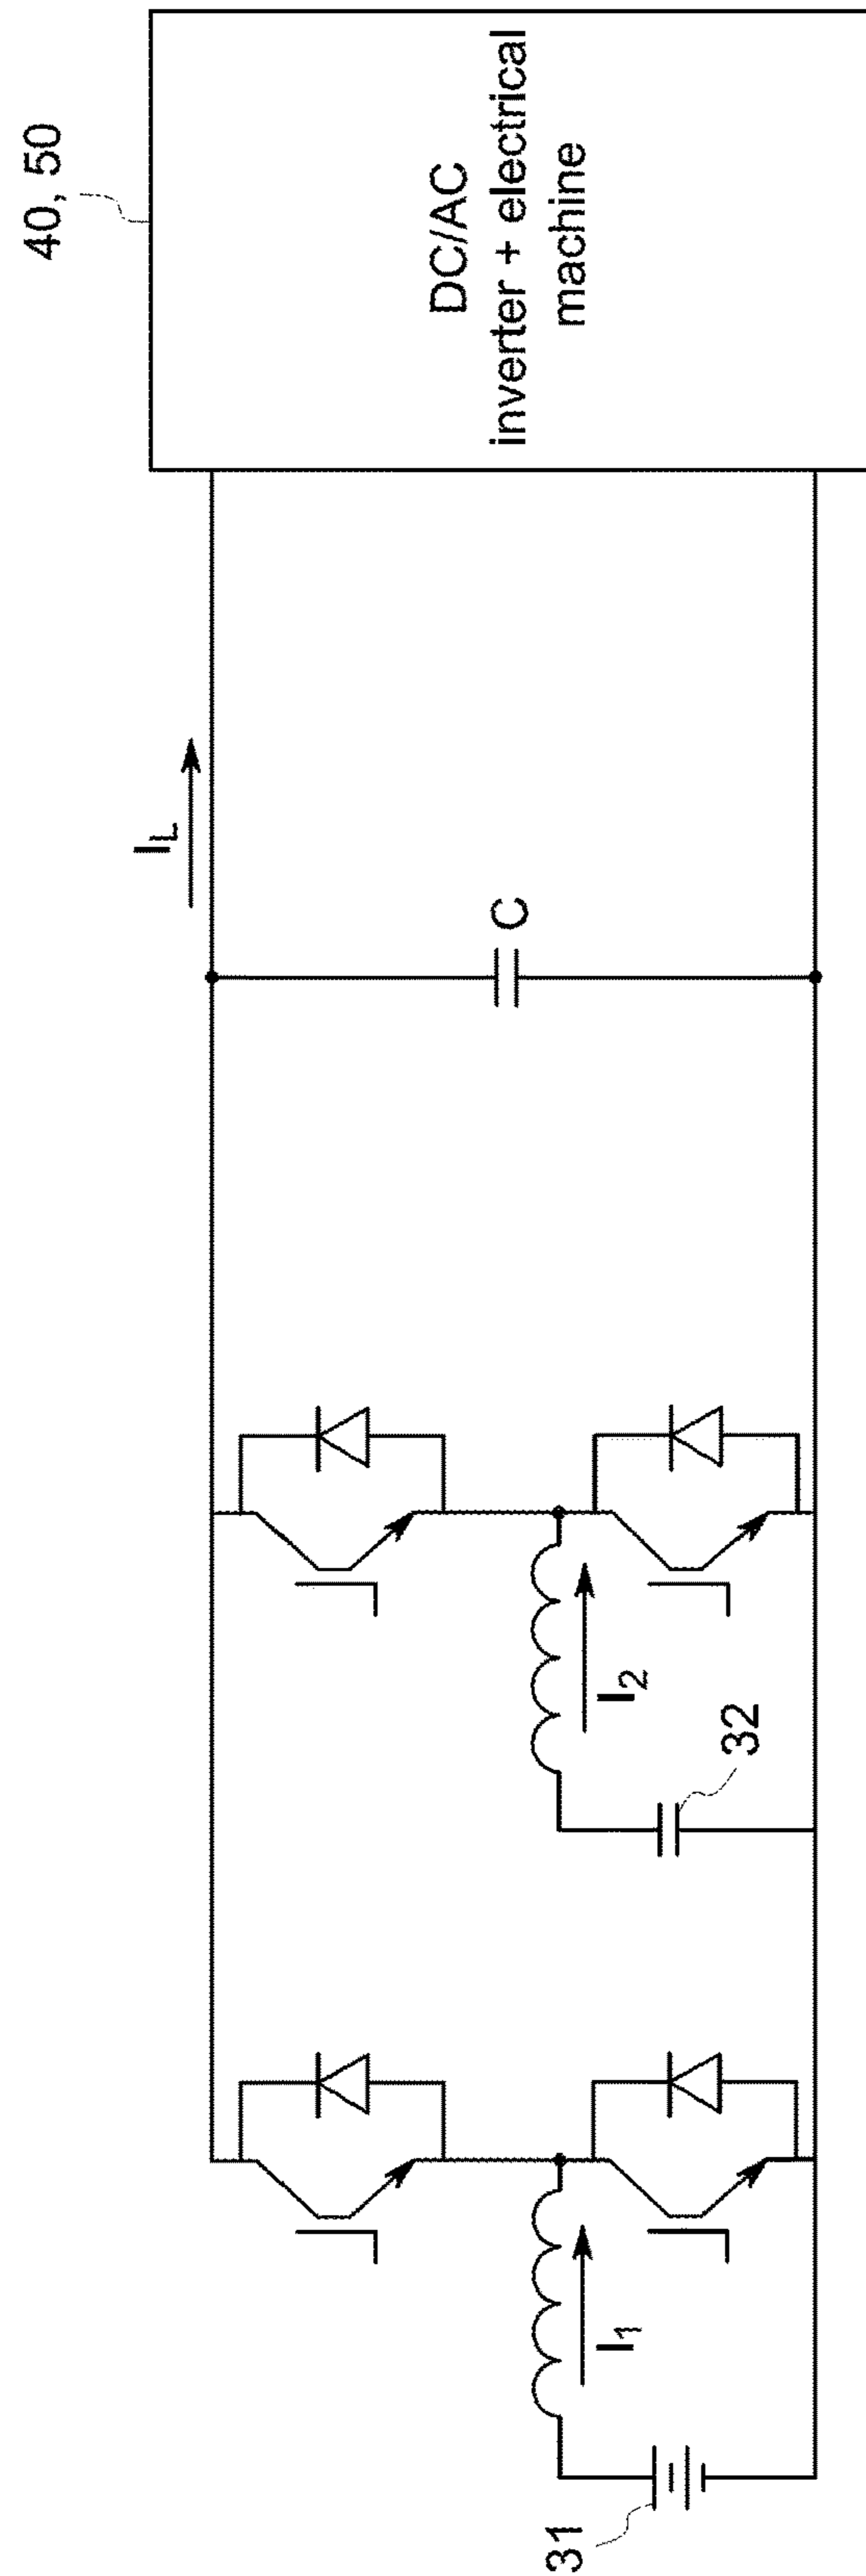 40, 50
DC/AC
inverter + electrical
machine
I_L
C
I_2
32
I_1
31